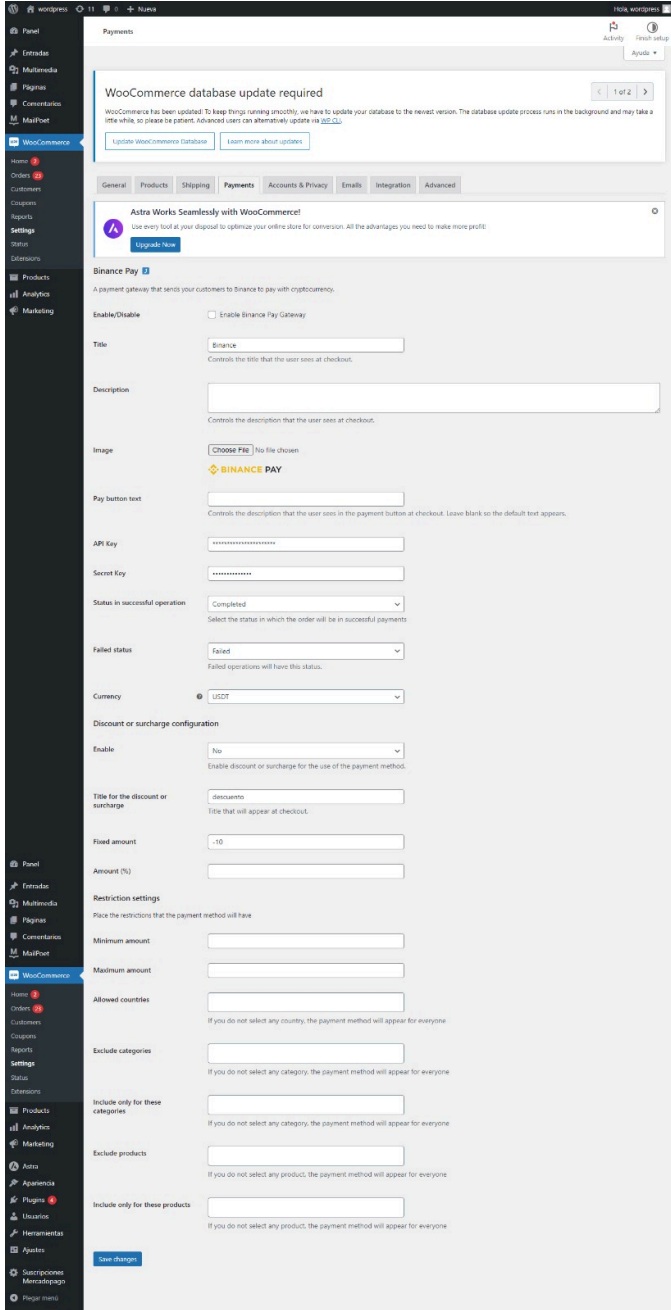 wordpress 11 0 + Nueva Hola, wordpress
Panel
Entradas
Multimedia
Páginas
Comentarios
MailPoet
WooCommerce
Home 2
Orders 23
Customers
Coupons
Reports
Settings
Status
Extensions
Products
Analytics
Marketing
Payments
Activity Finish setup
Ayuda
WooCommerce database update required
1 of 2
WooCommerce has been updated! To keep things running smoothly, we have to update your database to the newest version. The database update process runs in the background and may take a
little while, so please be patient. Advanced users can alternatively update via WP CLI.
Update WooCommerce Database Learn more about updates
General Products Shipping Payments Accounts & Privacy Emails Integration Advanced
Astra Works Seamlessly with WooCommerce!
Use every tool at your disposal to optimize your online store for conversion. All the advantages you need to make more profit!
Upgrade Now
Binance Pay
A payment gateway that sends your customers to Binance to pay with cryptocurrency.
Enable/Disable Enable Binance Pay Gateway
Title Binance
Controls the title that the user sees at checkout.
Description
Controls the description that the user sees at checkout.
Image Choose File No file chosen
BINANCE PAY
Pay button text
Controls the description that the user sees in the payment button at checkout. Leave blank so the default text appears.
API Key
Secret Key
Status in successful operation Completed
Select the status in which the order will be in successful payments
Failed status Failed
Failed operations will have this status.
Currency USDT
Discount or surcharge configuration
Enable No
Enable discount or surcharge for the use of the payment method.
Title for the discount or
surcharge
descuento
Title that will appear at checkout.
Fixed amount -10
Amount (%)
Restriction settings
Place the restrictions that the payment method will have
Minimum amount
Maximum amount
Allowed countries
If you do not select any country, the payment method will appear for everyone
Exclude categories
If you do not select any category, the payment method will appear for everyone
Include only for these
categories
If you do not select any category, the payment method will appear for everyone
Exclude products
If you do not select any product, the payment method will appear for everyone
Include only for these products
If you do not select any product, the payment method will appear for everyone
Save changes
Panel
Entradas
Multimedia
Páginas
Comentarios
MailPoet
WooCommerce
Home 2
Orders 23
Customers
Coupons
Reports
Settings
Status
Extensions
Products
Analytics
Marketing
Astra
Apariencia
Plugins 4
Usuarios
Herramientas
Ajustes
Suscripciones
Mercadopago
Plegar menú